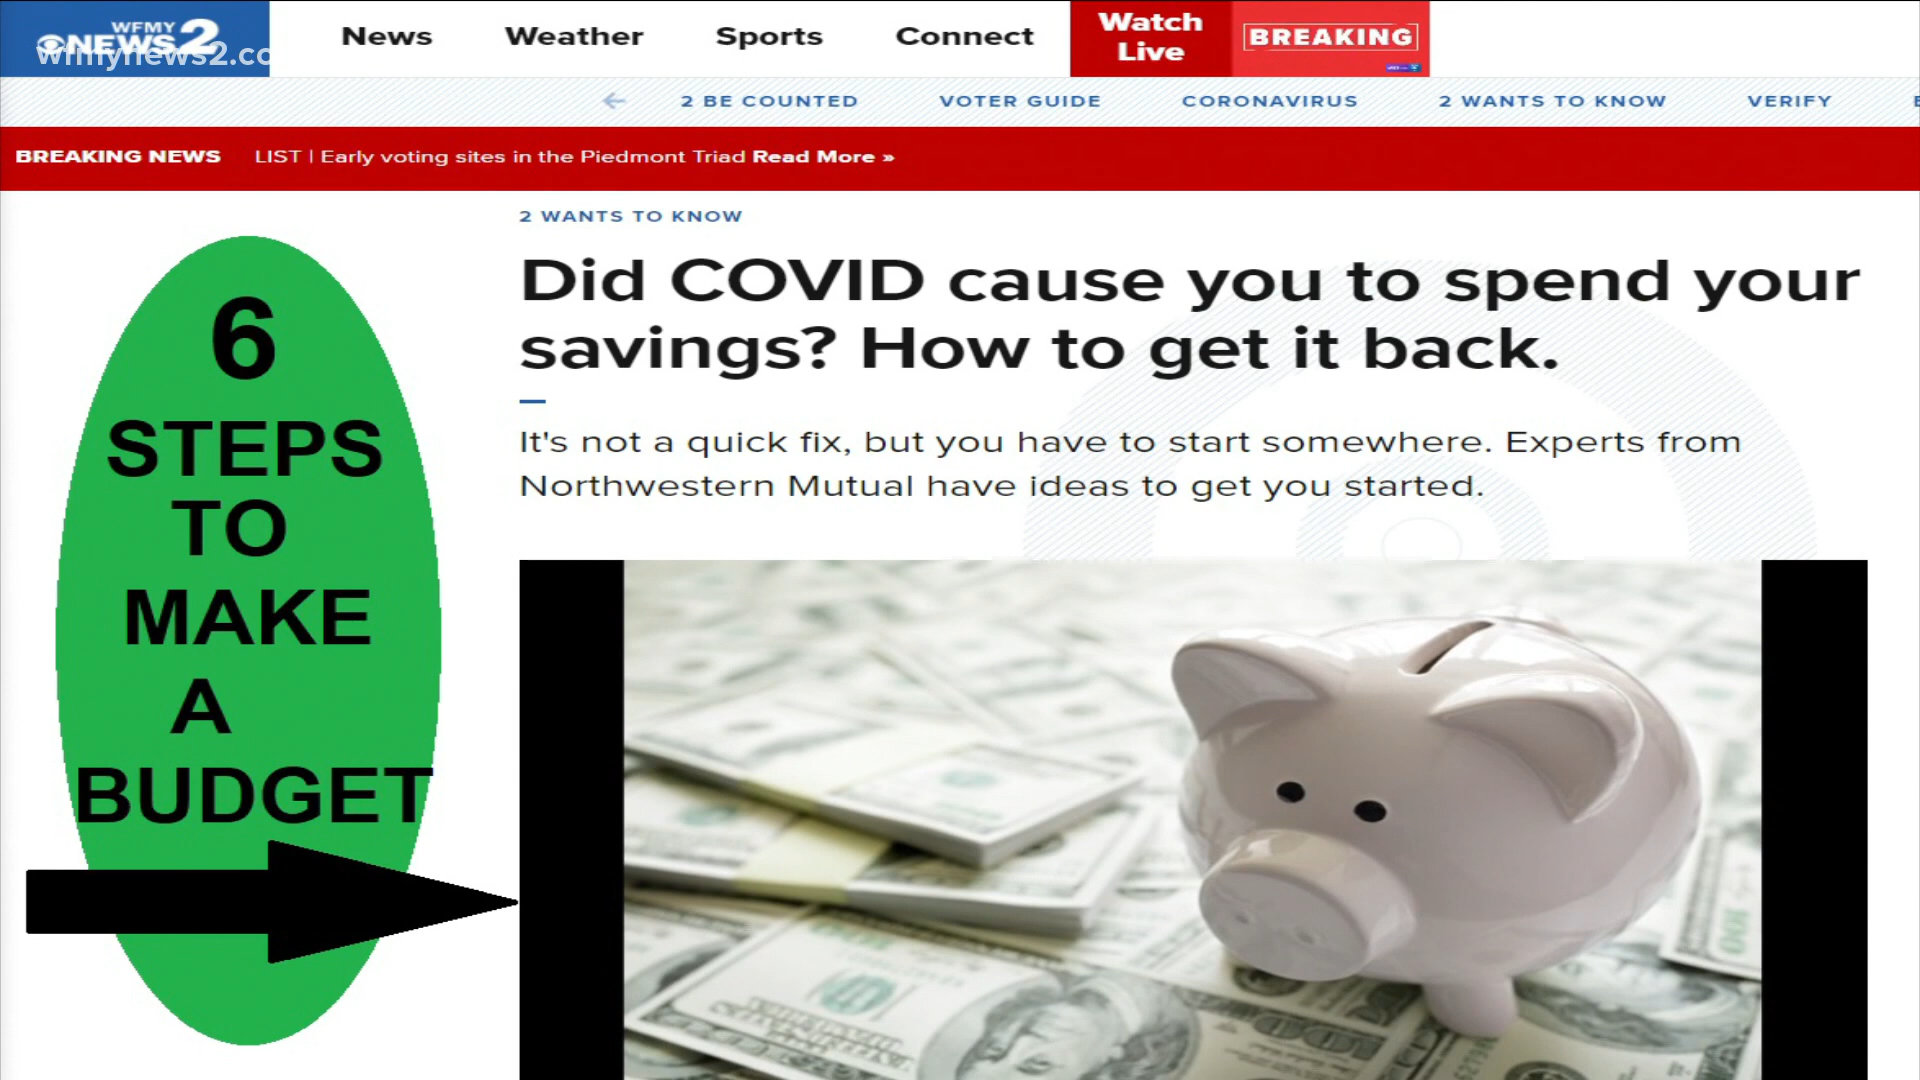 WFMY
NEWS 2
wfmynews2.co
News
Weather
Sports
Connect
Watch
Live
BREAKING
2 BE COUNTED
VOTER GUIDE
CORONAVIRUS
2 WANTS TO KNOW
VERIFY
BREAKING NEWS
LIST | Early voting sites in the Piedmont Triad Read More »
2 WANTS TO KNOW
Did COVID cause you to spend your
savings? How to get it back.
It's not a quick fix, but you have to start somewhere. Experts from
Northwestern Mutual have ideas to get you started.
6
STEPS
TO
MAKE
A
BUDGET
100